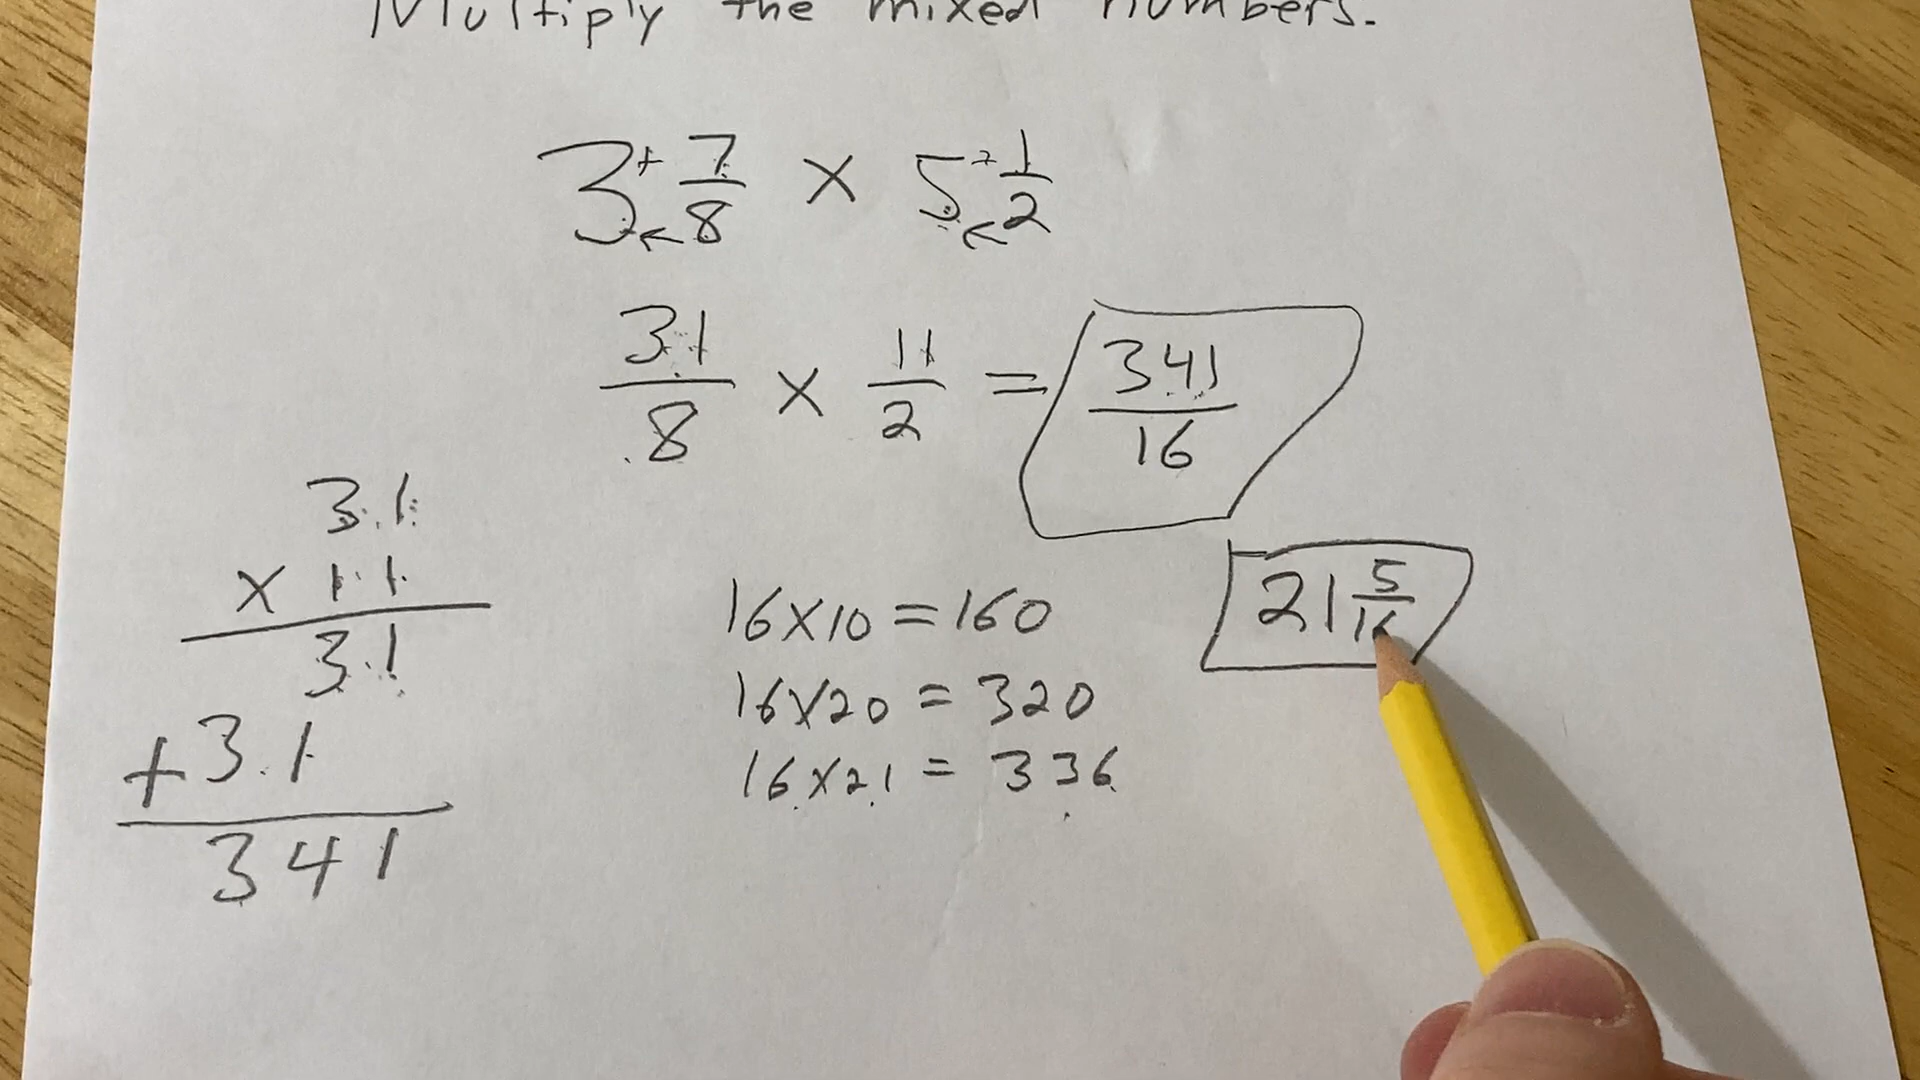 Multiply the mixed numbers.
3 + 7/8 × 5 + 1/2
31/8 × 11/2 = 341/16
31
× 11
31
+ 31
341
16 × 10 = 160
16 × 20 = 320
16 × 21 = 336
21 5/16